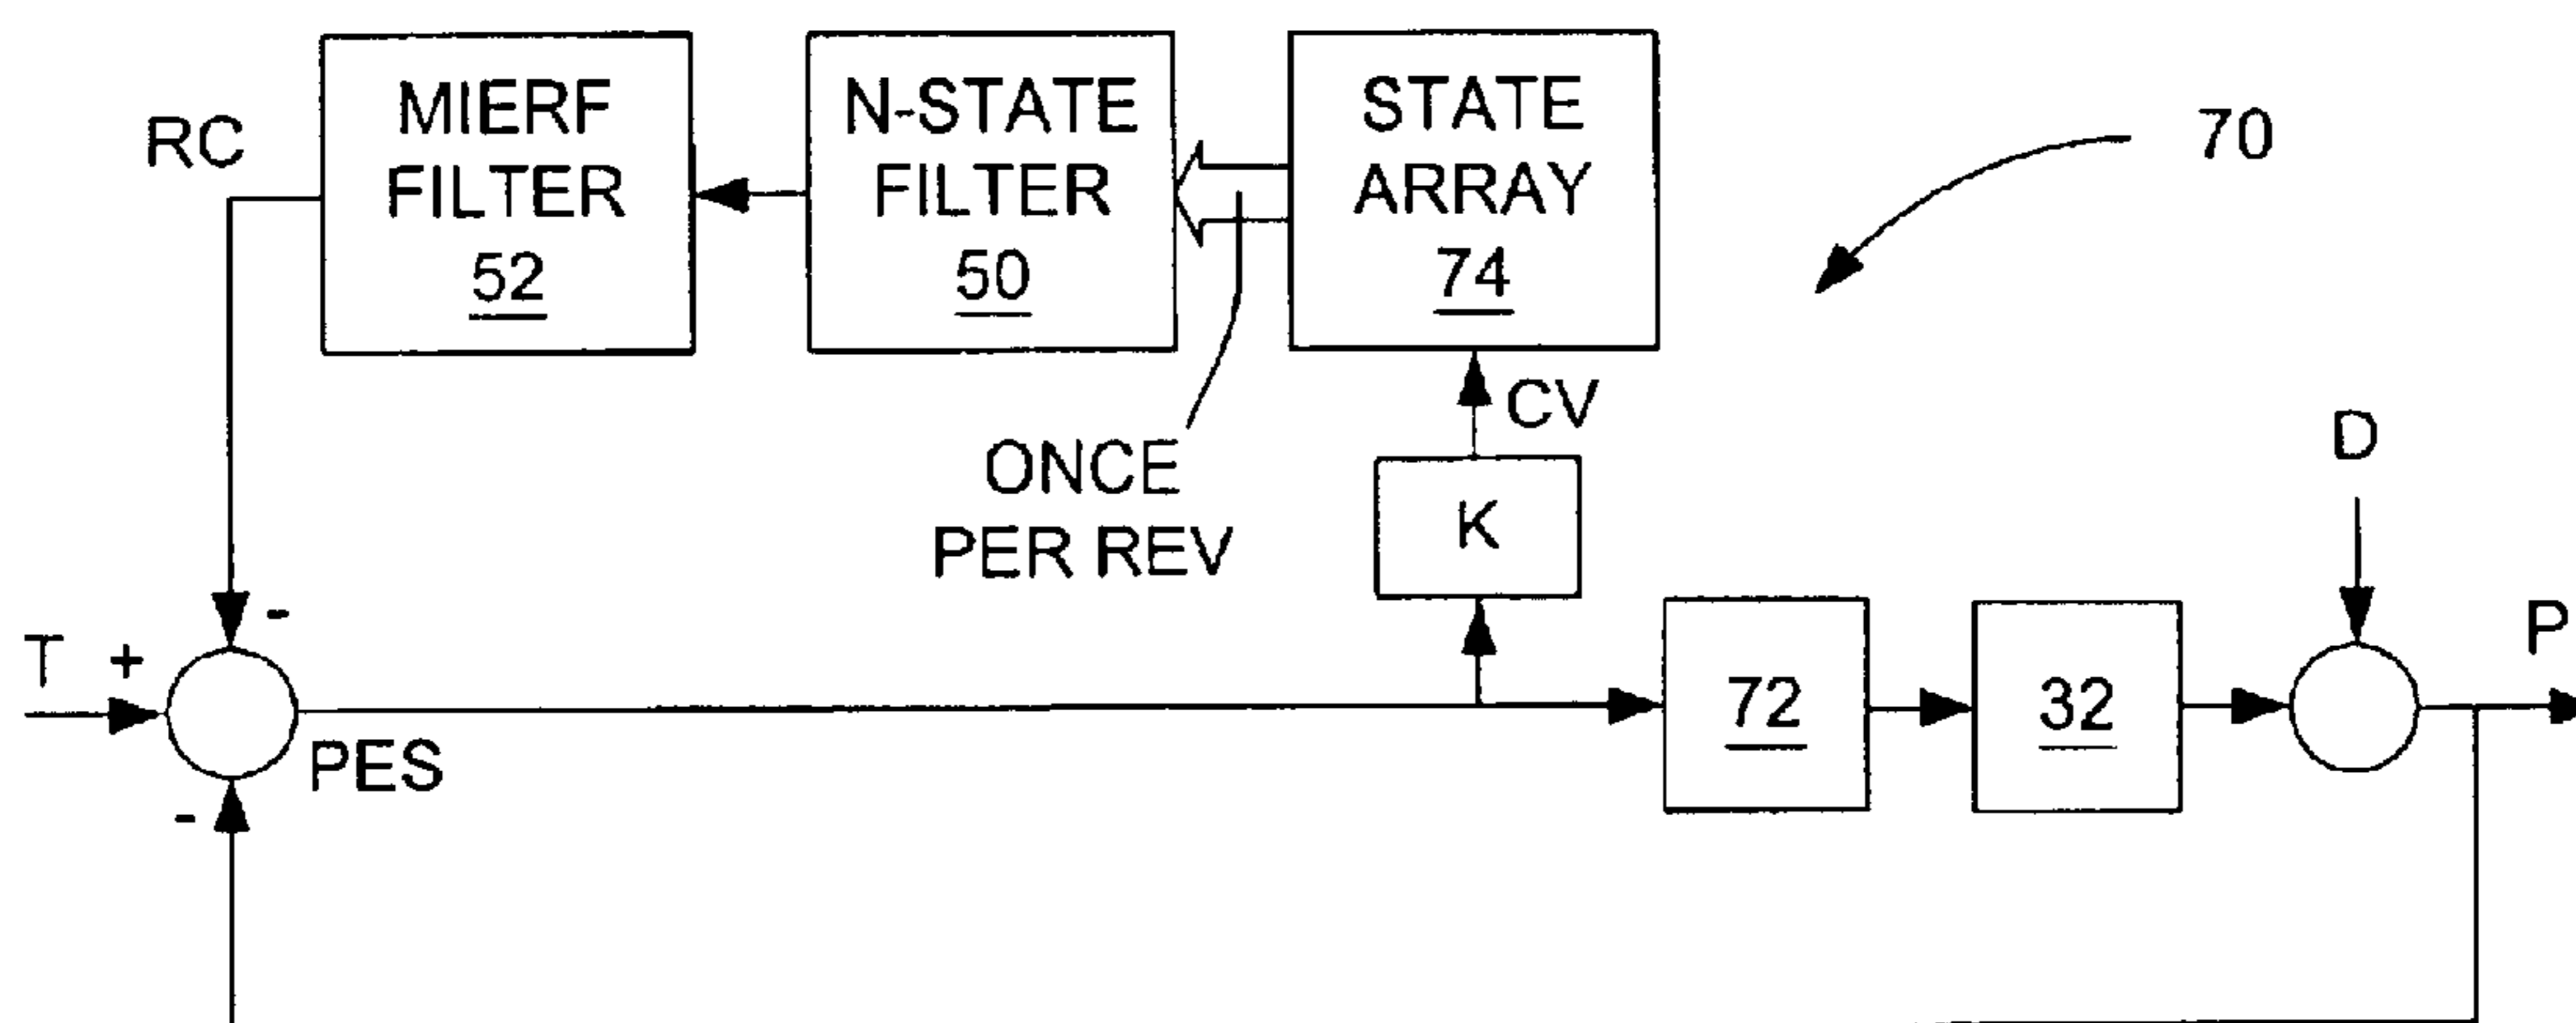 MIERF
FILTER
52
N-STATE
FILTER
50
STATE
ARRAY
74
70
RC
CV
ONCE
PER REV
K
D
T
+
-
-
PES
72
32
P